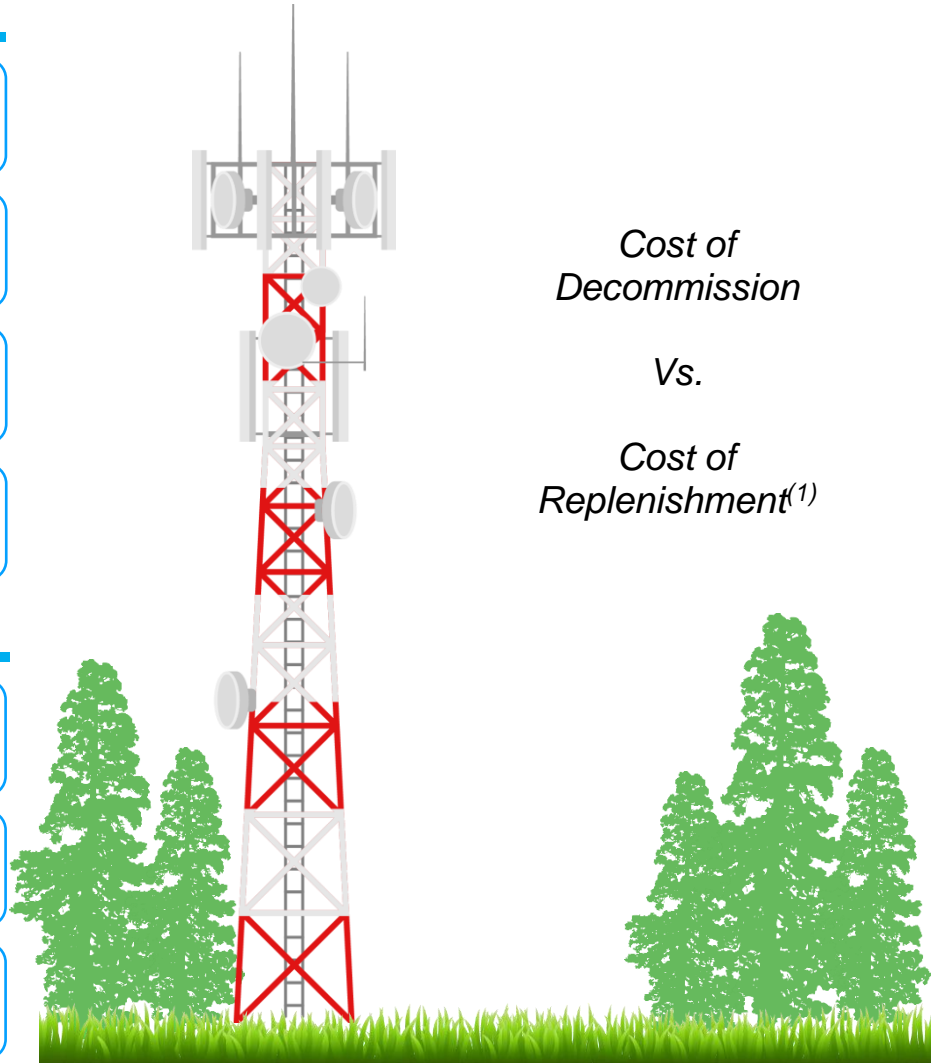 Cost of
Decommission
Vs.
Cost of
Replenishment(1)